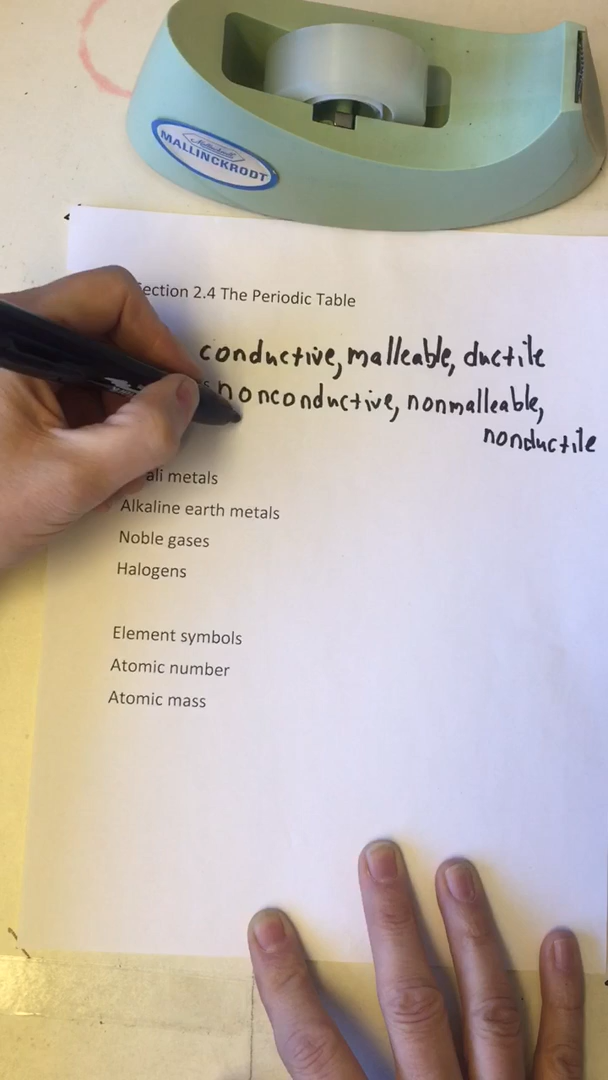 MALLINCKRODT
ection 2.4 The Periodic Table
conductive, malleable, ductile
nonconductive, nonmalleable,
nonductile
ali metals
Alkaline earth metals
Noble gases
Halogens
Element symbols
Atomic number
Atomic mass